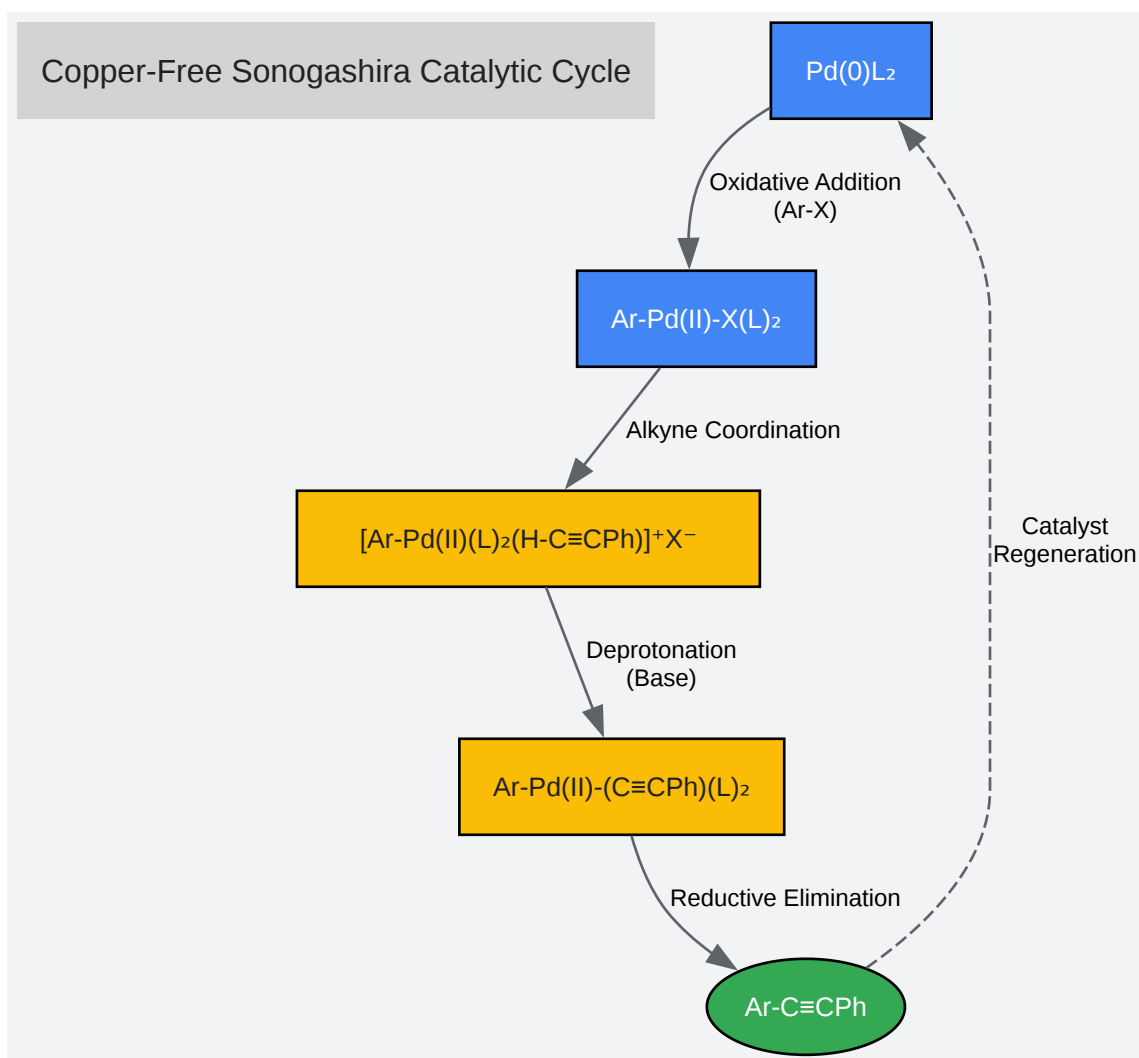 Copper-Free Sonogashira Catalytic Cycle
Pd(0)L₂
Oxidative Addition
(Ar-X)
Ar-Pd(II)-X(L)₂
Alkyne Coordination
[Ar-Pd(II)(L)₂(H-C≡CPh)]⁺X⁻
Catalyst
Regeneration
Deprotonation
(Base)
Ar-Pd(II)-(C≡CPh)(L)₂
Reductive Elimination
Ar-C≡CPh